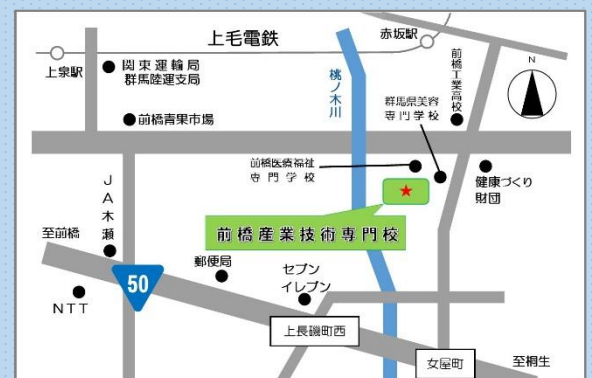 上毛電鉄
赤坂駅
上泉駅
関東運輸局
群馬陸運支局
桃ノ木川
前橋工業高校
N
群馬県美容
専門学校
前橋青果市場
前橋医療福祉
専門学校
健康づくり
財団
JA木瀬
前橋産業技術専門校
至前橋
郵便局
セブン
イレブン
50
NTT
上長磯町西
女屋町
至桐生